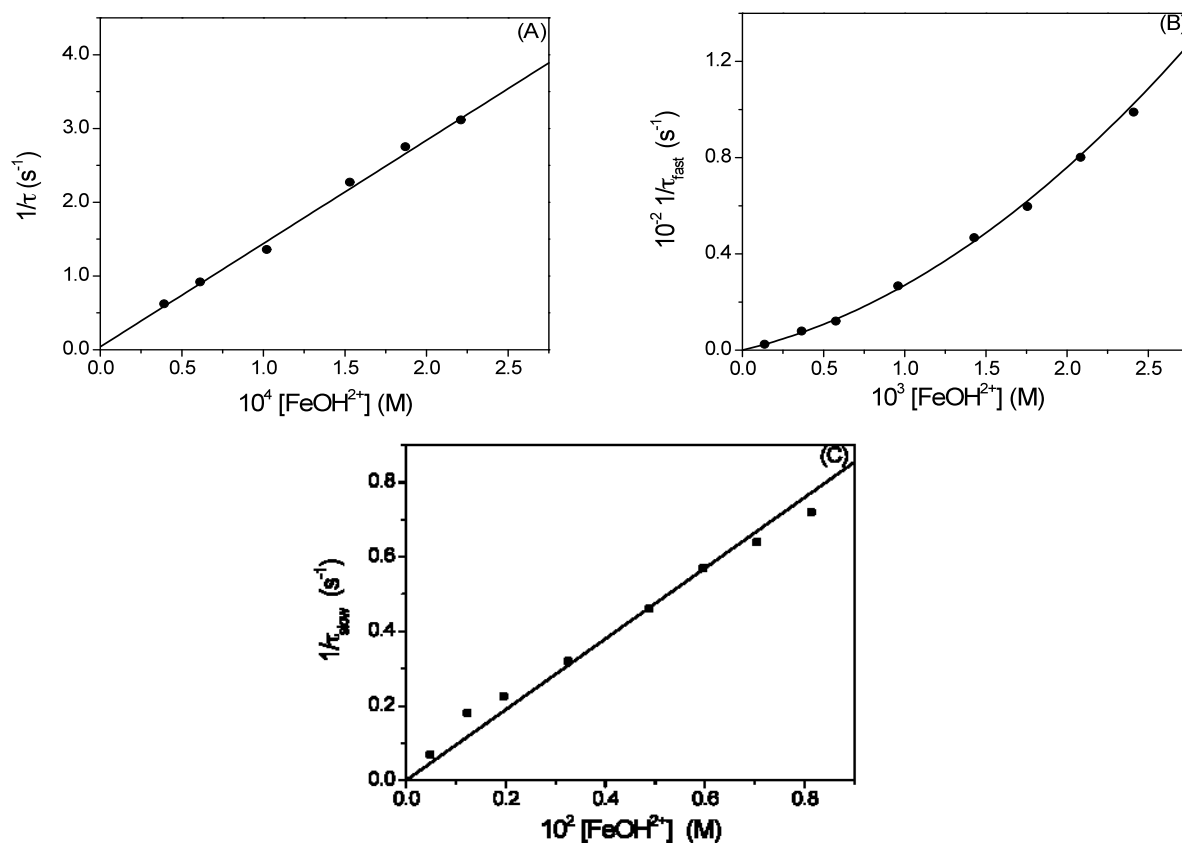 (A)
1/τ (s⁻¹)
4.0
3.0
2.0
1.0
0.0
0.0 0.5 1.0 1.5 2.0 2.5
10⁴ [FeOH²⁺] (M)
(B)
10⁻² 1/τfast (s⁻¹)
1.2
0.8
0.4
0.0
0.0 0.5 1.0 1.5 2.0 2.5
10³ [FeOH²⁺] (M)
(C)
1/τslow (s⁻¹)
0.8
0.6
0.4
0.2
0.0
0.0 0.2 0.4 0.6 0.8
10² [FeOH²⁺] (M)